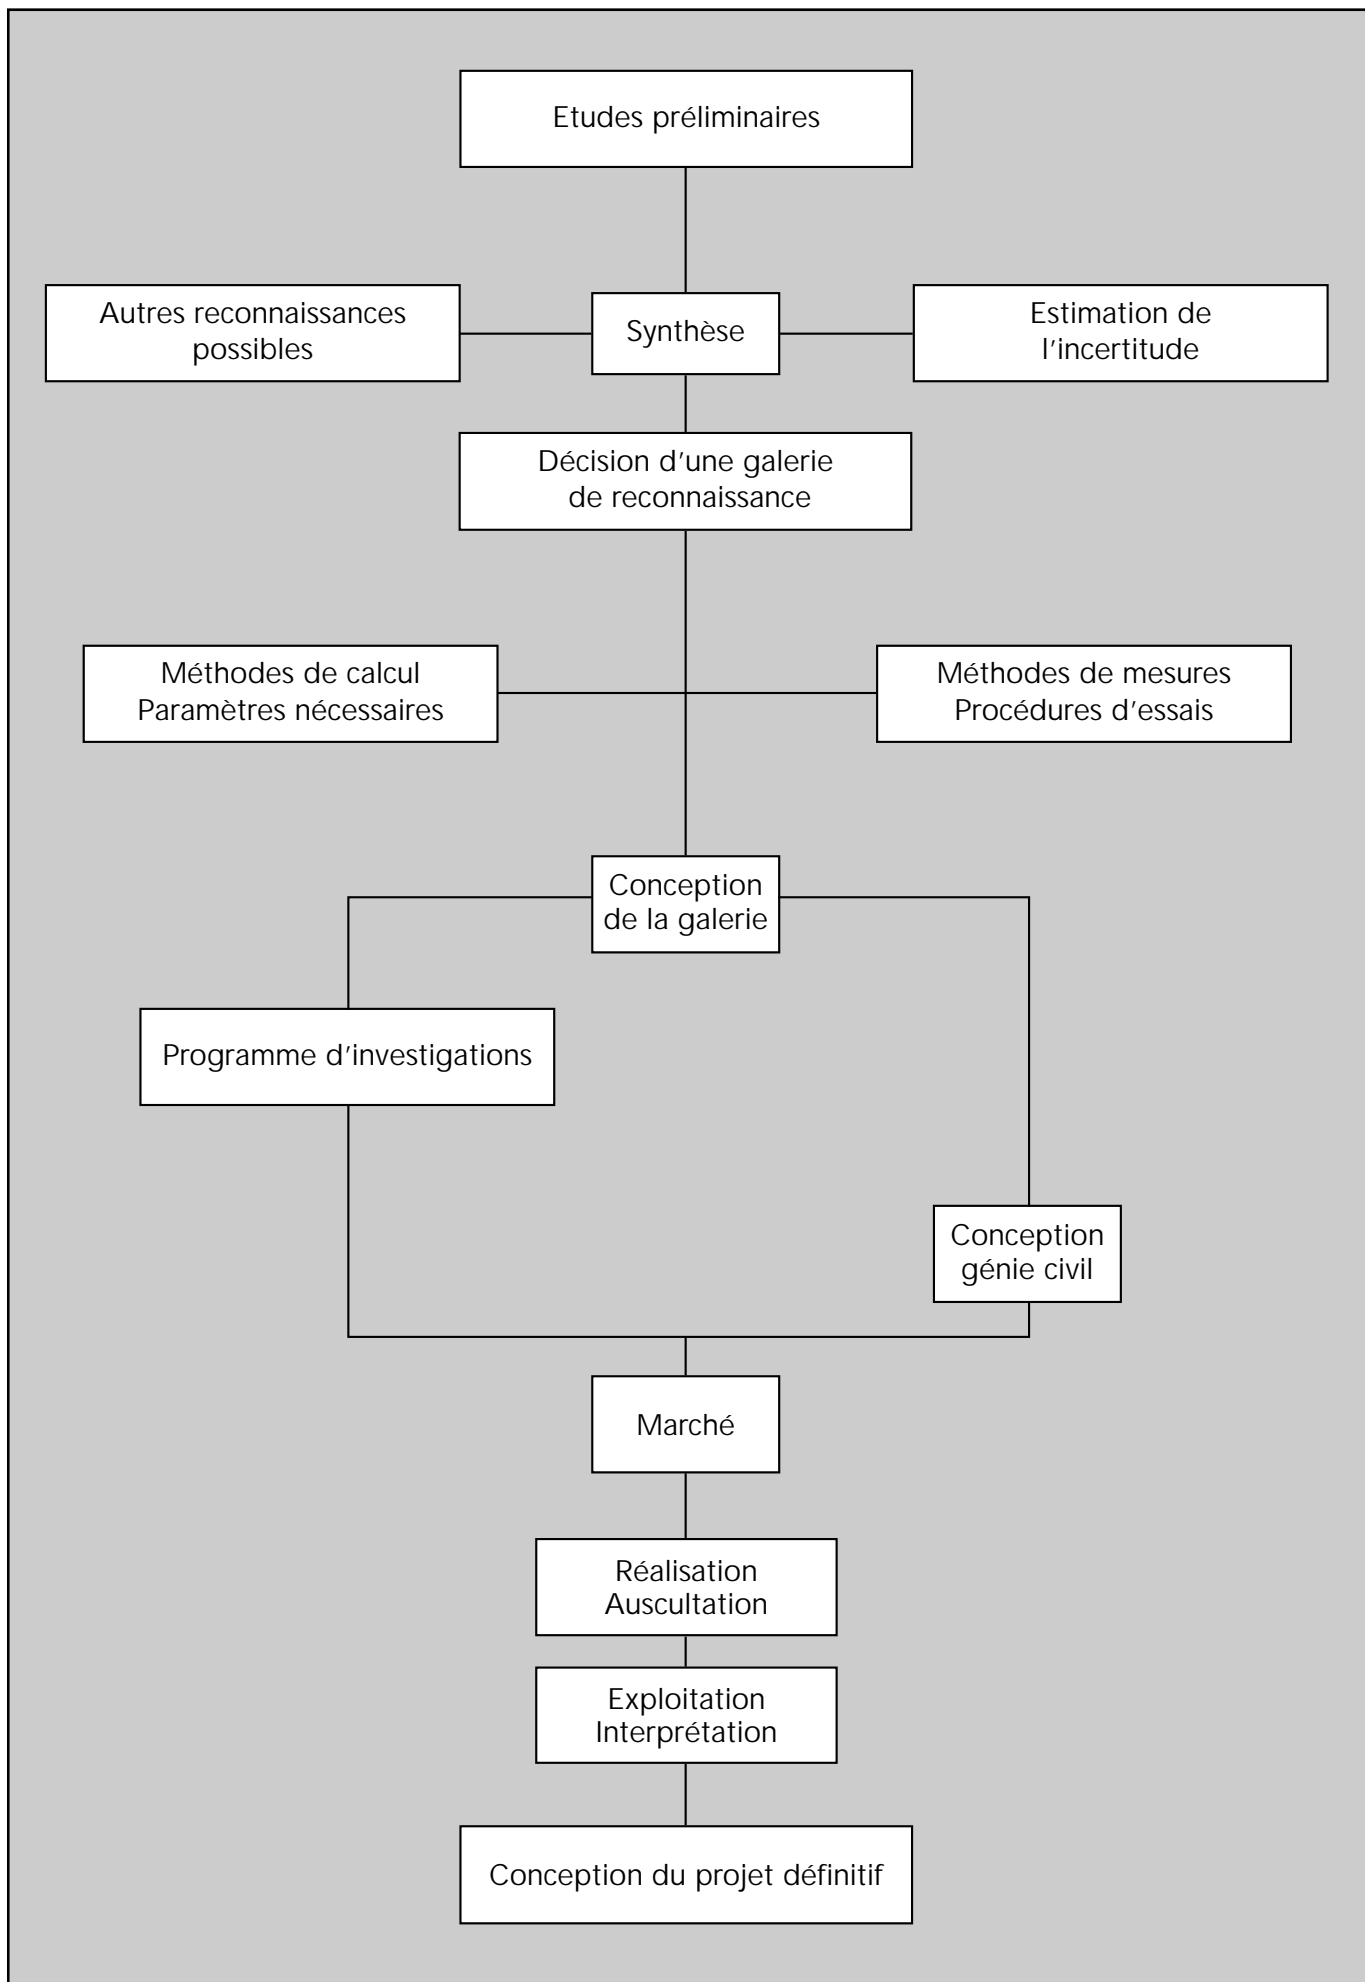 Etudes préliminaires
Autres reconnaissances
possibles
Synthèse
Estimation de
l'incertitude
Décision d'une galerie
de reconnaissance
Méthodes de calcul
Paramètres nécessaires
Méthodes de mesures
Procédures d'essais
Conception
de la galerie
Programme d'investigations
Conception
génie civil
Marché
Réalisation
Auscultation
Exploitation
Interprétation
Conception du projet définitif